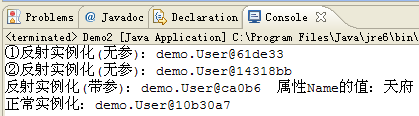 Problems @ Javadoc Declaration Console
<terminated> Demo2 [Java Application] C:\Program Files\Java\jre6\bin\
①反射实例化(无参): demo.User@61de33
②反射实例化(无参): demo.User@14318bb
反射实例化(带参): demo.User@ca0b6 属性Name的值: 天府
正常实例化: demo.User@10b30a7